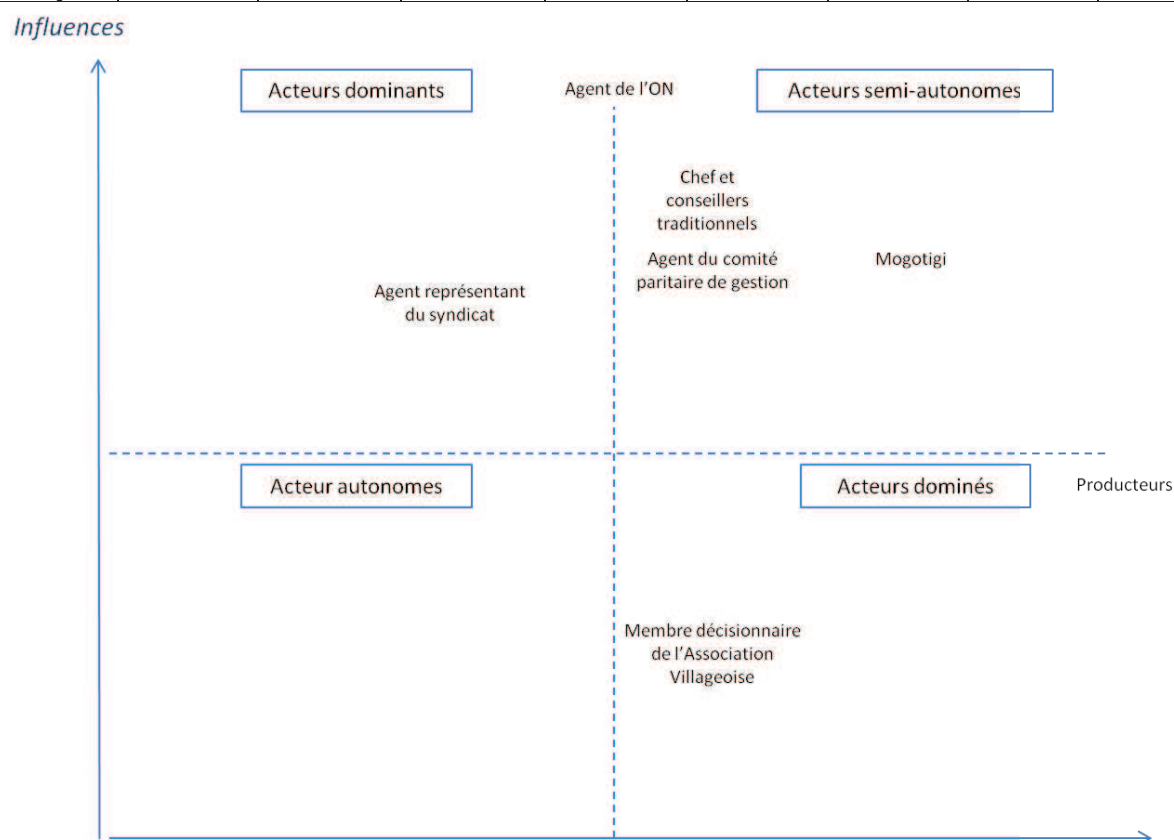 Influences
Acteurs dominants
Agent de l'ON
Acteurs semi-autonomes
Chef et
conseillers
traditionnels
Agent du comité
paritaire de gestion
Mogotigi
Agent représentant
du syndicat
Acteur autonomes
Acteurs dominés
Producteurs
Membre décisionnaire
de l'Association
Villageoise